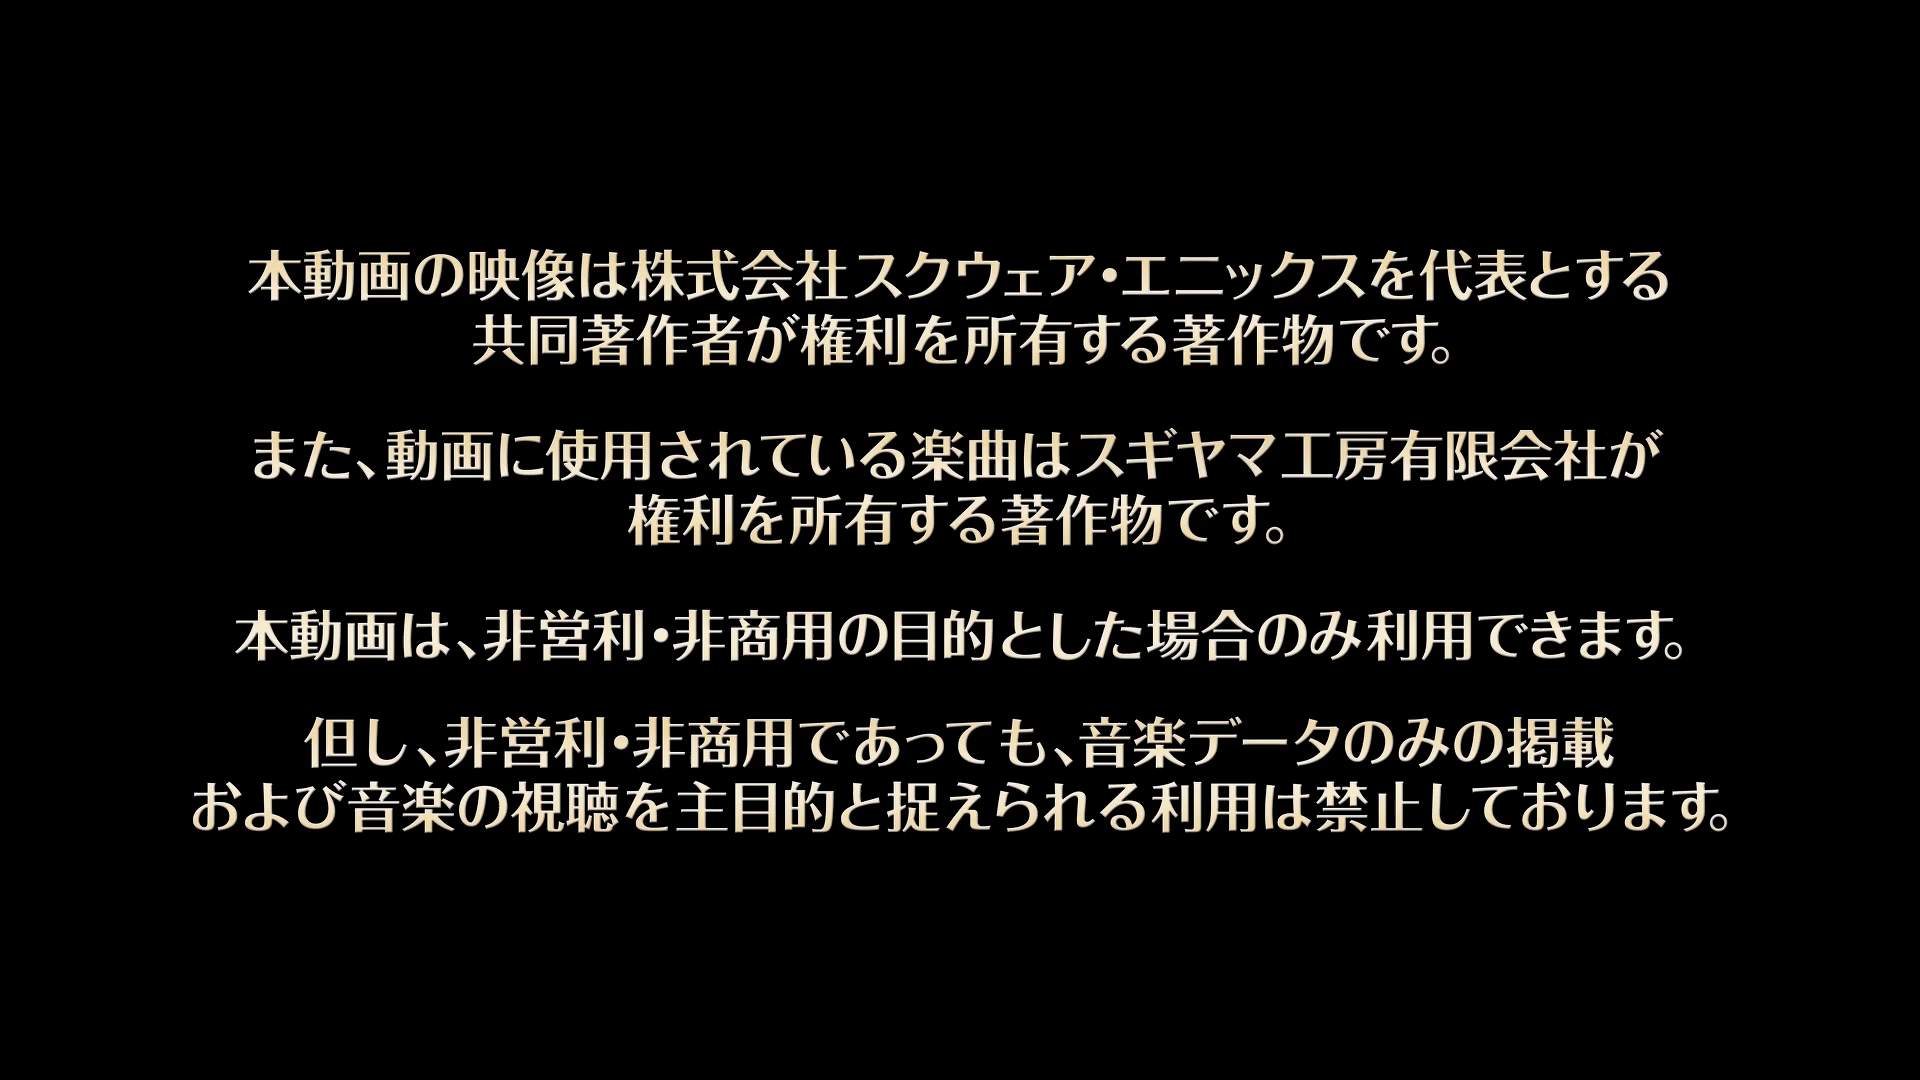 本動画の映像は株式会社スクウェア・エニックスを代表とする
共同著作者が権利を所有する著作物です。
また、動画に使用されている楽曲はスギヤマ工房有限会社が
権利を所有する著作物です。
本動画は、非営利・非商用の目的とした場合のみ利用できます。
但し、非営利・非商用であっても、音楽データのみの掲載
および音楽の視聴を主目的と捉えられる利用は禁止しております。